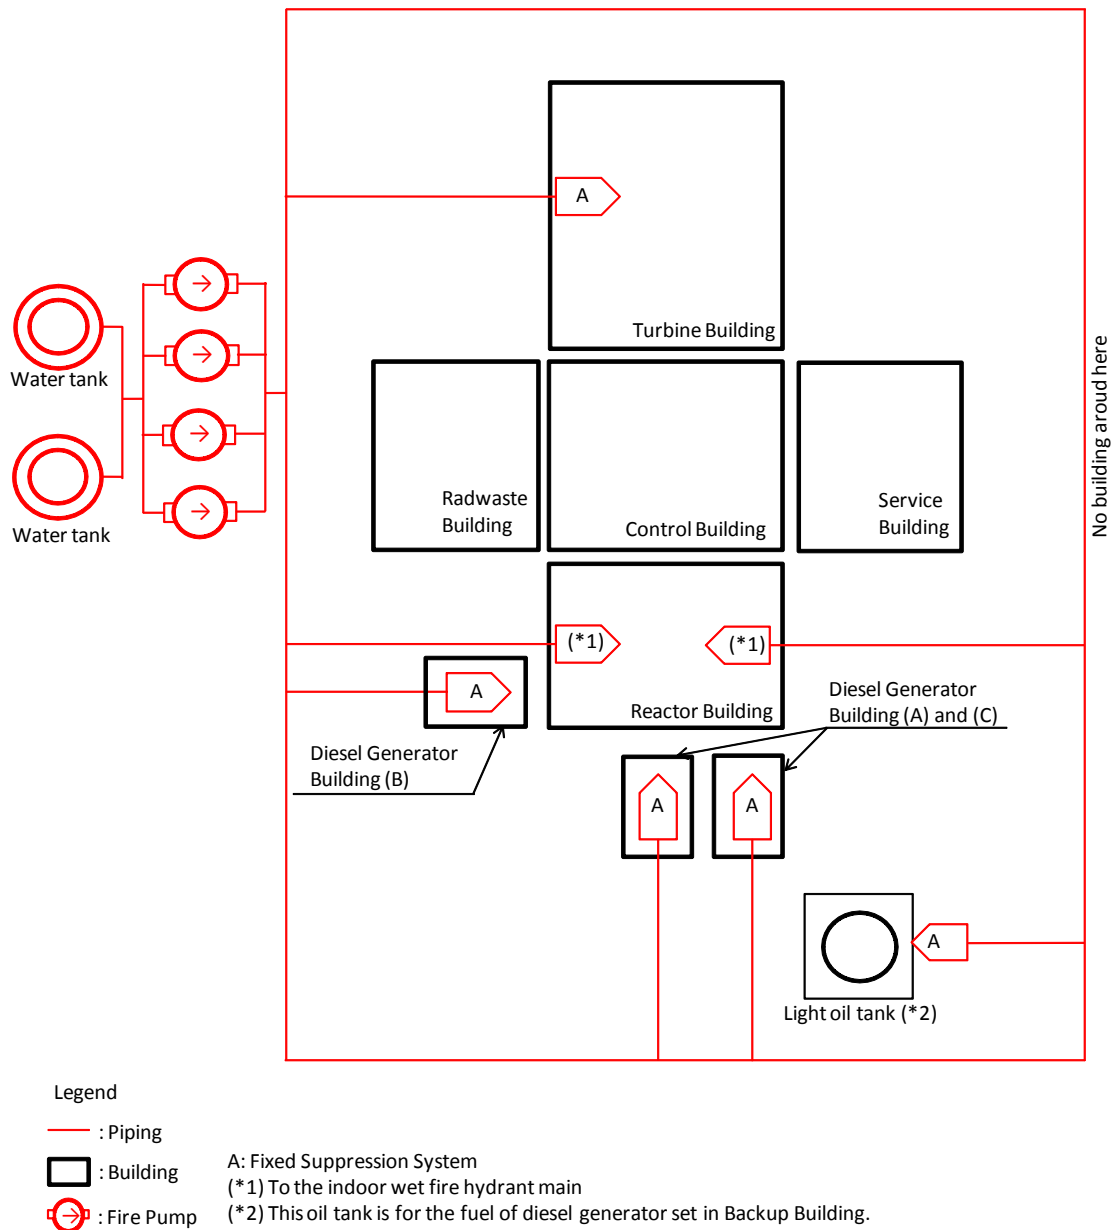 A
Turbine Building
Water tank
Water tank
Radwaste
Building
Control Building
Service
Building
No building aroud here
(*1)
(*1)
A
Reactor Building
Diesel Generator
Building (A) and (C)
Diesel Generator
Building (B)
A
A
A
Light oil tank (*2)
Legend
: Piping
: Building
: Fire Pump
A: Fixed Suppression System
(*1) To the indoor wet fire hydrant main
(*2) This oil tank is for the fuel of diesel generator set in Backup Building.